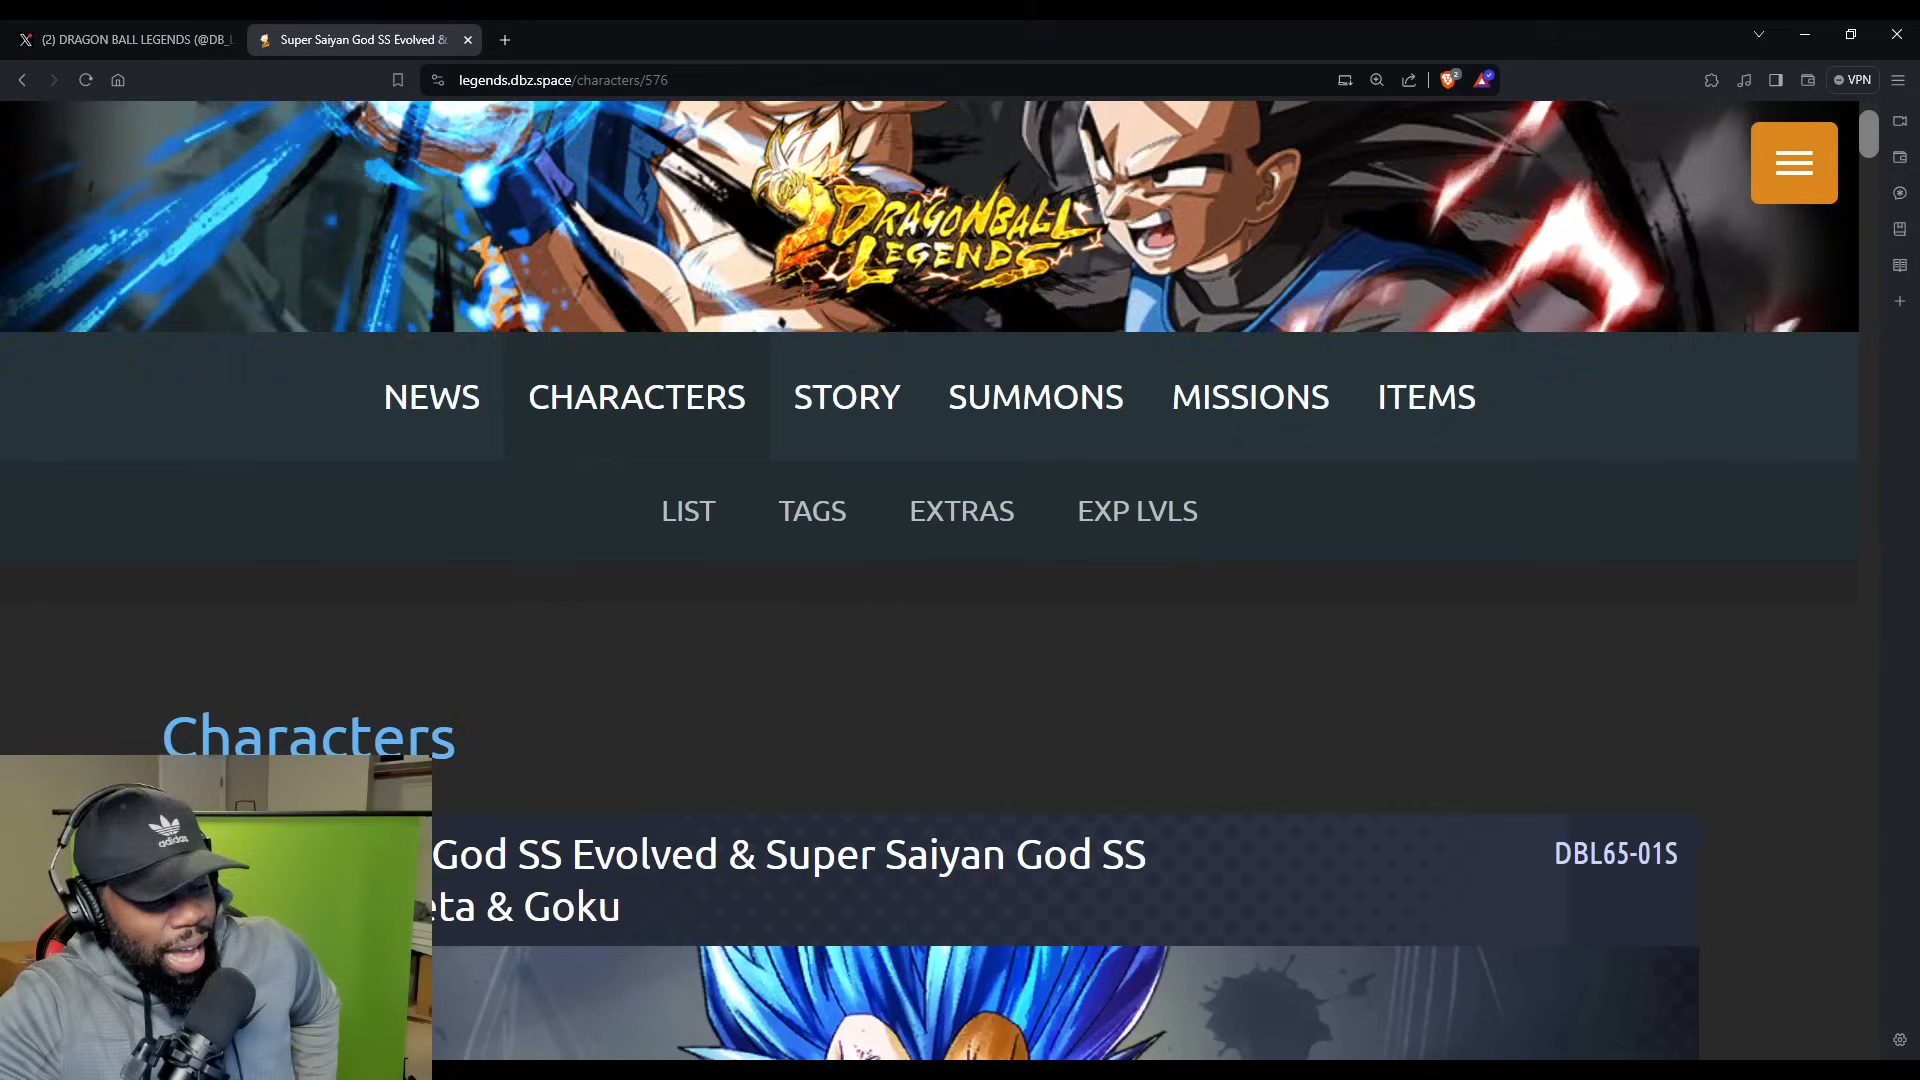 (2) DRAGON BALL LEGENDS (@DB_L
Super Saiyan God SS Evolved &
legends.dbz.space/characters/576
2
VPN
DRAGONBALL
LEGENDS
NEWS
CHARACTERS
STORY
SUMMONS
MISSIONS
ITEMS
LIST
TAGS
EXTRAS
EXP LVLS
Characters
God SS Evolved & Super Saiyan God SS
eta & Goku
DBL65-01S
adidas